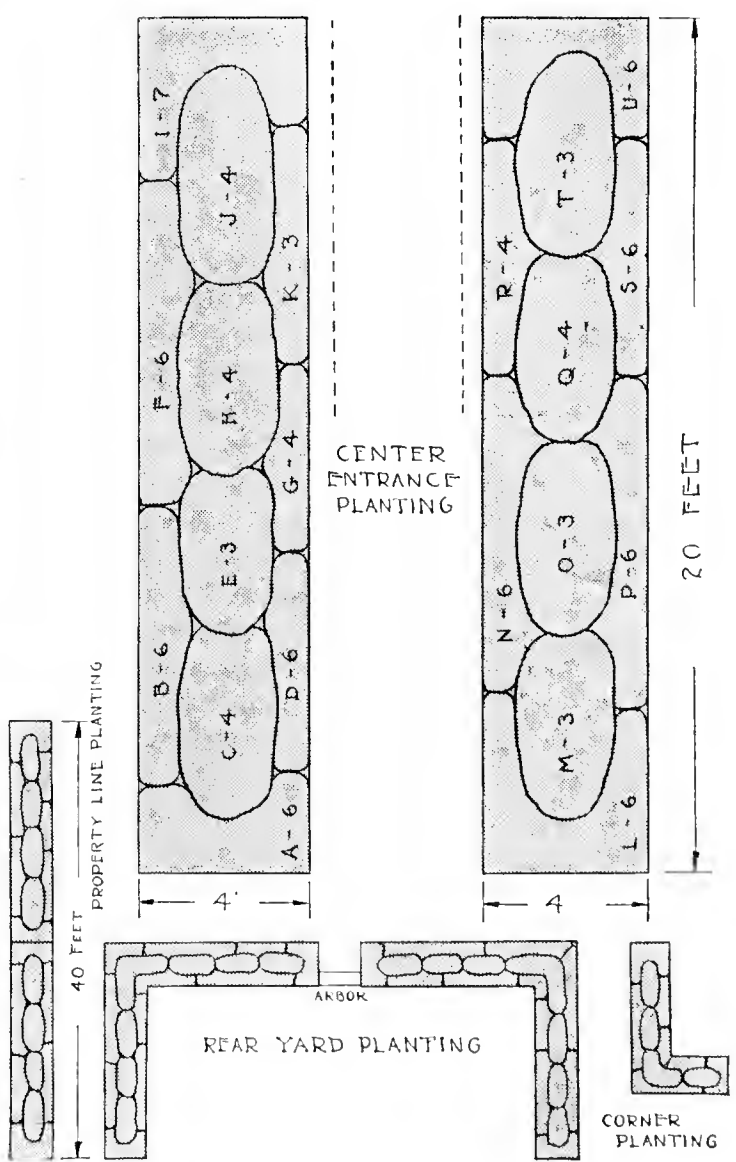 I-7
J-4
K-3
F-6
H-4
G-4
E-3
B-6
D-6
C-4
A-6
4'
CENTER
ENTRANCE
PLANTING
U-6
T-3
R-4
S-6
Q-4
O-3
N-6
P-6
M-3
L-6
4
20 FEET
PROPERTY LINE PLANTING
40 FEET
ARBOR
REAR YARD PLANTING
CORNER
PLANTING